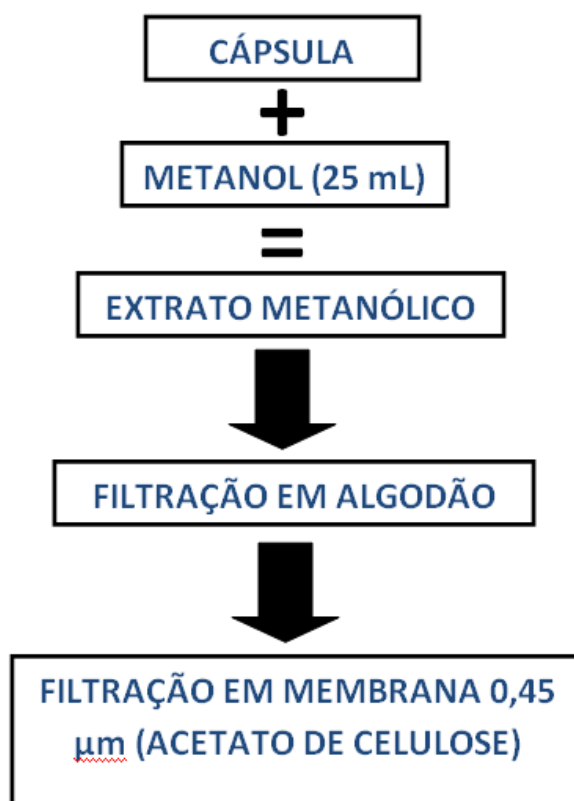 CÁPSULA
+
METANOL (25 mL)
=
EXTRATO METANÓLICO
FILTRAÇÃO EM ALGODÃO
FILTRAÇÃO EM MEMBRANA 0,45
µm (ACETATO DE CELULOSE)